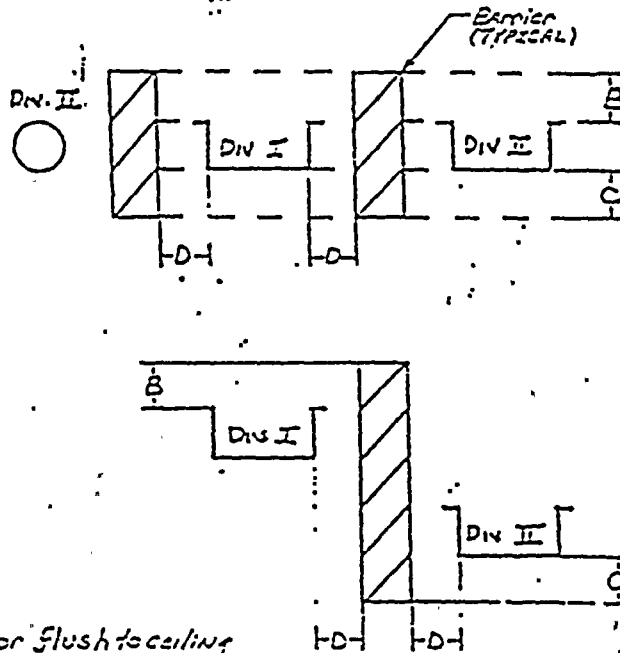 Barrier
(TYPICAL)
DIV. II
DIV I
DIV II
B
C
D
D
B
DIV I
DIV II
C
D
D
or flush to ceiling